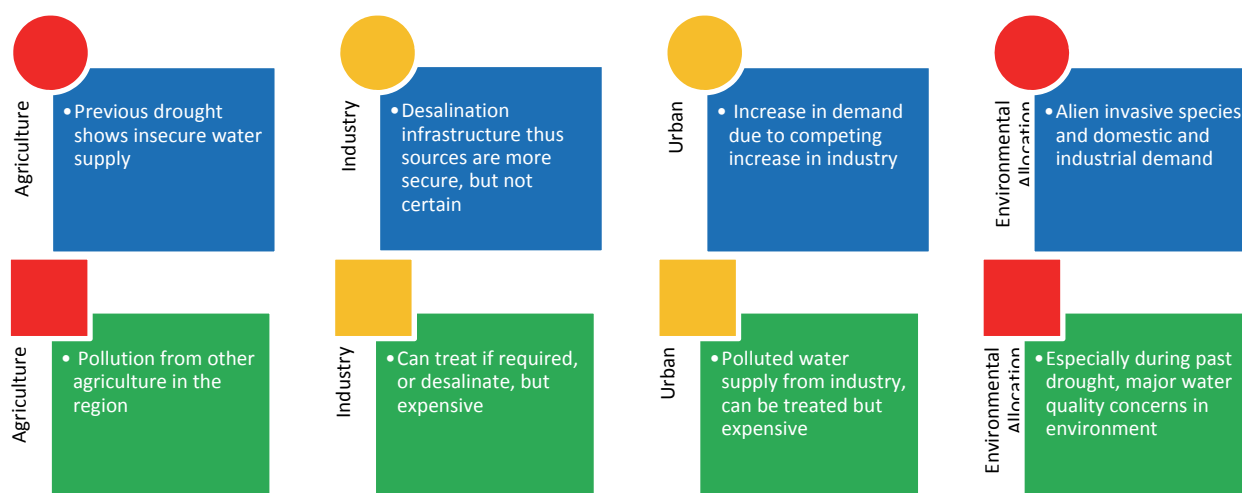 Agriculture
•Previous drought
shows insecure water
supply
Industry
•Desalination
infrastructure thus
sources are more
secure, but not
certain
Urban
• Increase in demand
due to competing
increase in industry
Environmental
Allocation
•Alien invasive species
and domestic and
industrial demand
Agriculture
• Pollution from other
agriculture in the
region
Industry
•Can treat if required,
or desalinate, but
expensive
Urban
•Polluted water
supply from industry,
can be treated but
expensive
Environmental
Allocation
•Especially during past
drought, major water
quality concerns in
environment